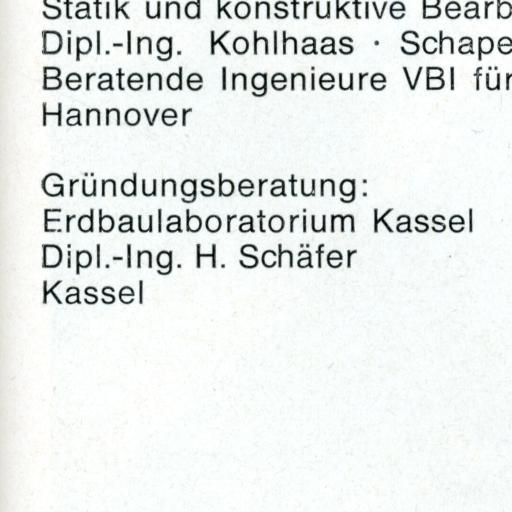 Statik und konstruktive Bearb
Dipl.-Ing. Kohlhaas · Schape
Beratende Ingenieure VBI für
Hannover
Gründungsberatung:
Erdbaulaboratorium Kassel
Dipl.-Ing. H. Schäfer
Kassel